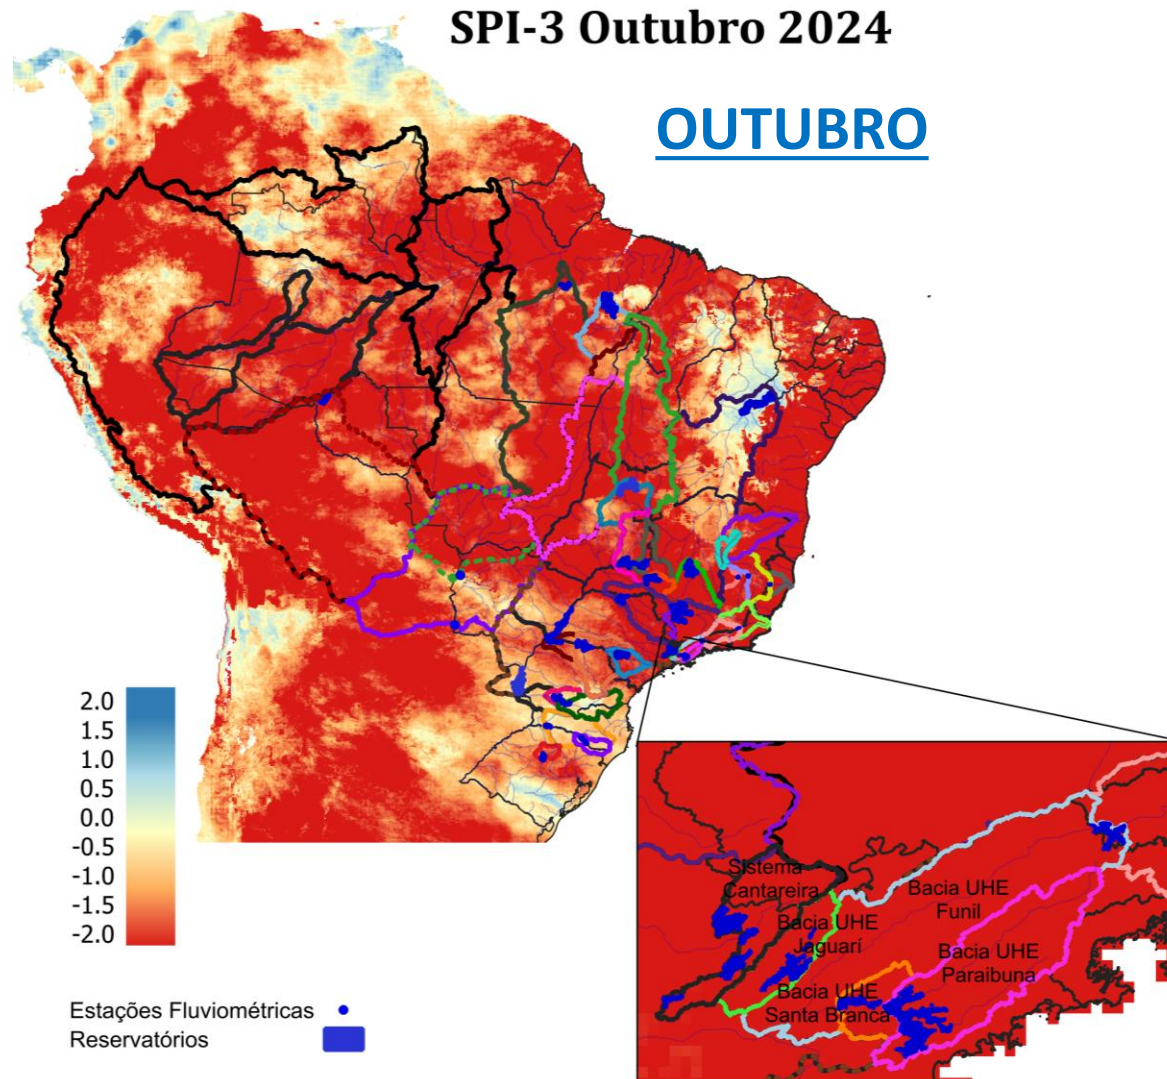 SPI-3 Outubro 2024
OUTUBRO
2.0
1.5
1.0
0.5
0.0
-0.5
-1.0
-1.5
-2.0
Estações Fluviométricas
Reservatórios
Sistema
Cantareira
Bacia UHE
Funil
Bacia UHE
Jaguarí
Bacia UHE
Paraibuna
Bacia UHE
Santa Branca